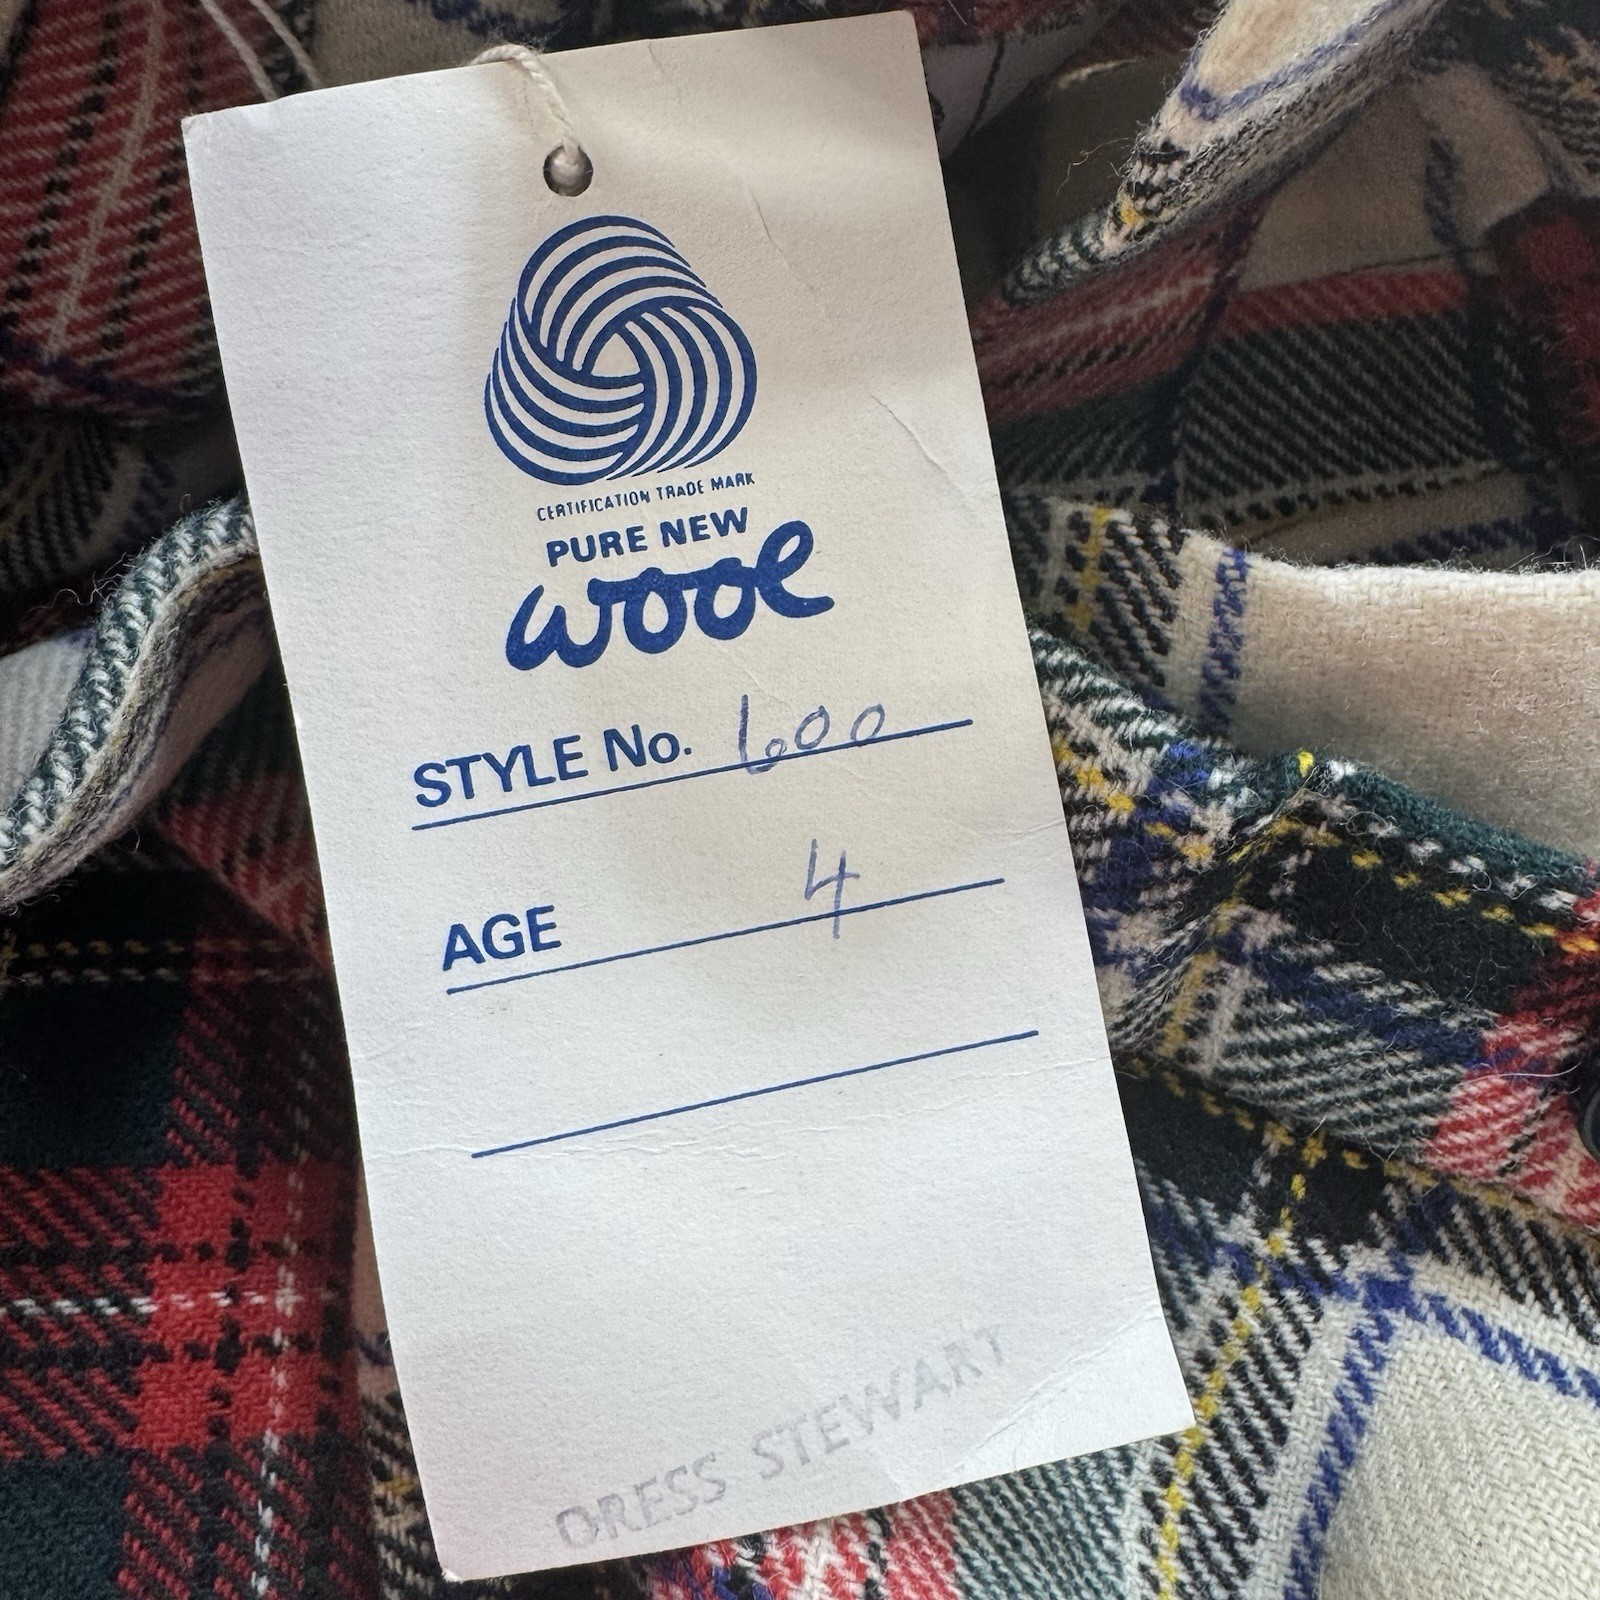 CERTIFICATION TRADE MARK
PURE NEW
wool
STYLE No. 600
AGE 4
DRESS STEWART